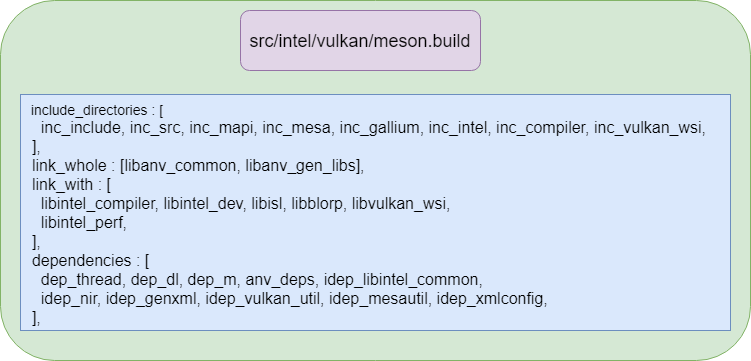 src/intel/vulkan/meson.build
include_directories : [
inc_include, inc_src, inc_mapi, inc_mesa, inc_gallium, inc_intel, inc_compiler, inc_vulkan_wsi,
],
link_whole : [libanv_common, libanv_gen_libs],
link_with : [
libintel_compiler, libintel_dev, libisl, libblorp, libvulkan_wsi,
libintel_perf,
],
dependencies : [
dep_thread, dep_dl, dep_m, anv_deps, idep_libintel_common,
idep_nir, idep_genxml, idep_vulkan_util, idep_mesautil, idep_xmlconfig,
],